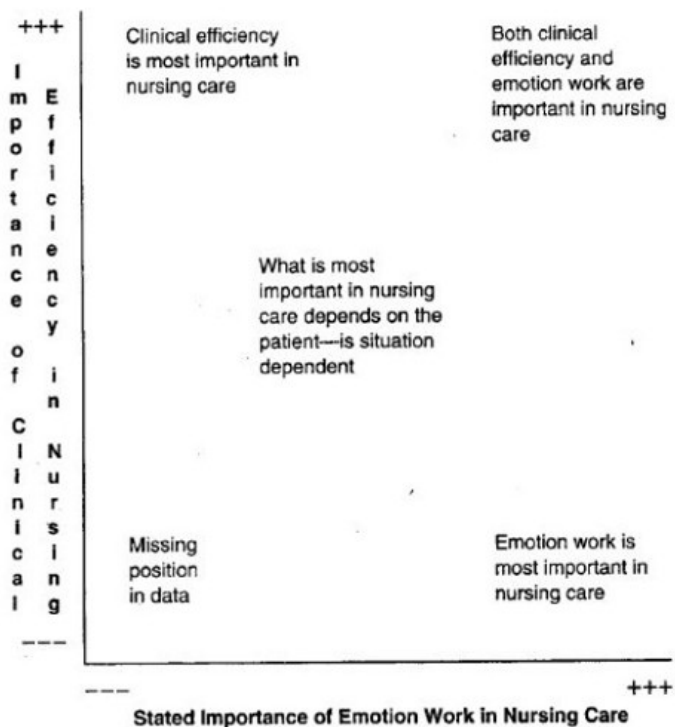 +++
Importance of Clinical
Efficiency in Nursing
---
Clinical efficiency
is most important in
nursing care
Both clinical
efficiency and
emotion work are
important in nursing
care
What is most
important in nursing
care depends on the
patient—is situation
dependent
Missing
position
in data
Emotion work is
most important in
nursing care
---
+++
Stated Importance of Emotion Work in Nursing Care